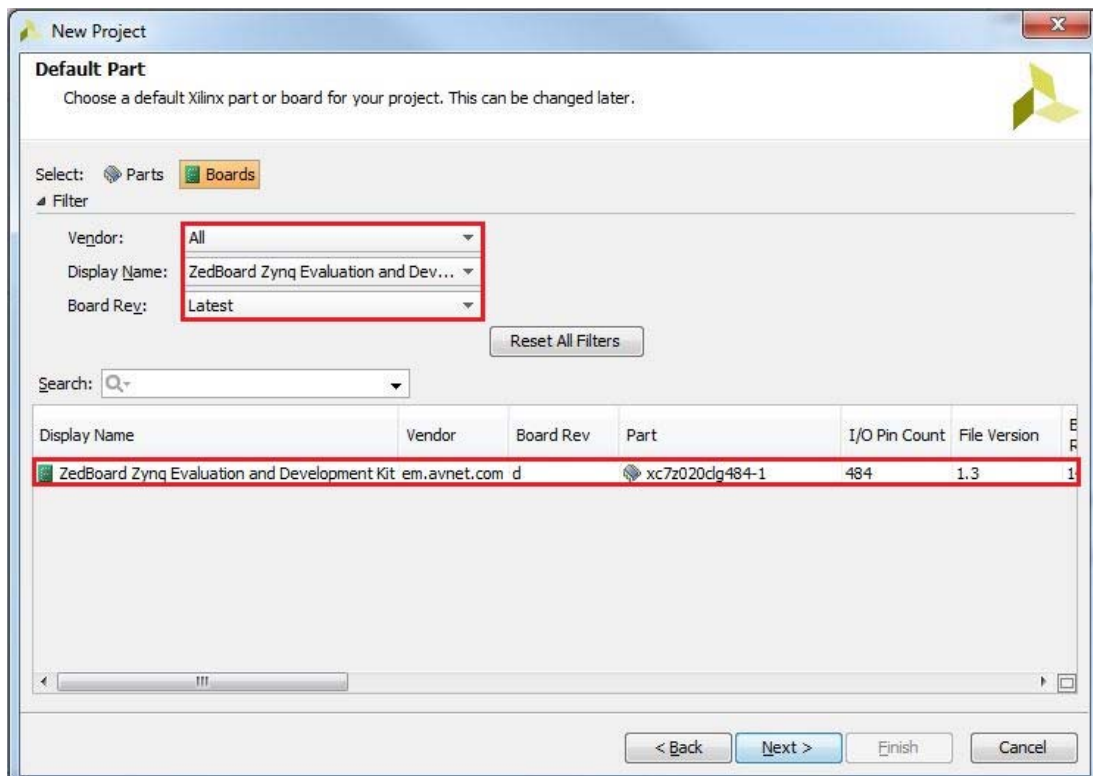 New Project
Default Part
Choose a default Xilinx part or board for your project. This can be changed later.
Select: Parts Boards
Filter
Vendor: All
Display Name: ZedBoard Zynq Evaluation and Dev...
Board Rev: Latest
Reset All Filters
Search:
Display Name Vendor Board Rev Part I/O Pin Count File Version
ZedBoard Zynq Evaluation and Development Kit em.avnet.com d xc7z020clg484-1 484 1.3
< Back Next > Finish Cancel